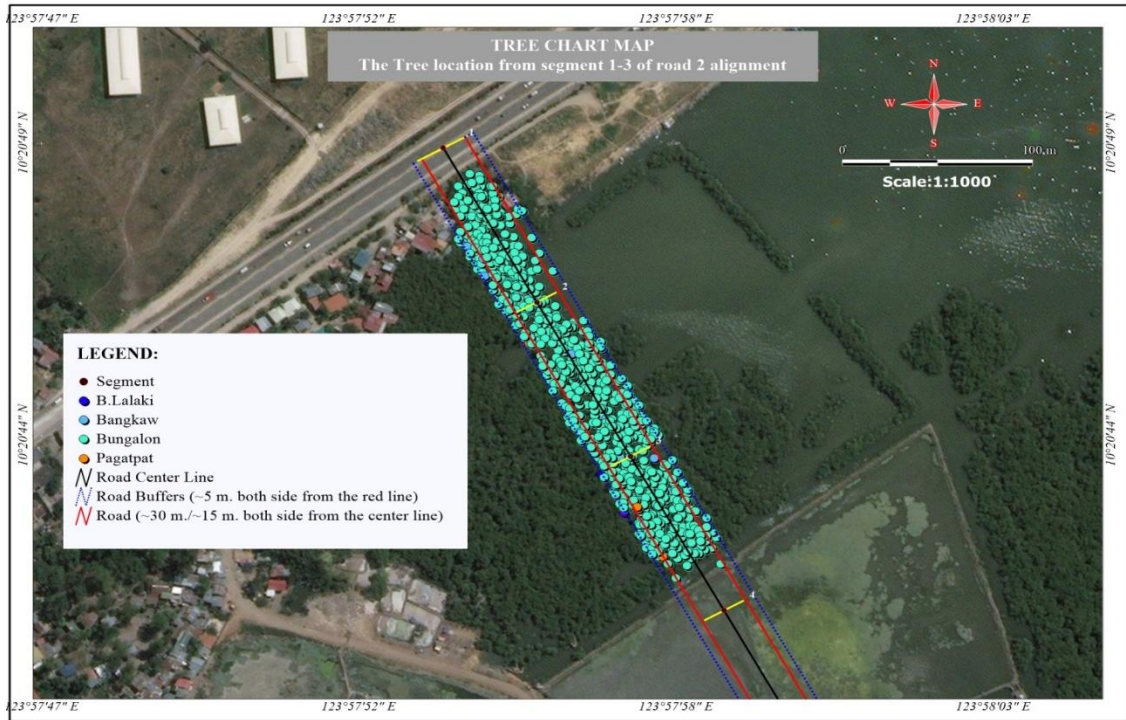 123°57'47" E 123°57'52" E 123°57'58" E 123°58'03" E
TREE CHART MAP
The Tree location from segment 1-3 of road 2 alignment
N
W E
S
0 100 m
Scale:1:1000
10°20'49" N 10°20'49" N
1
2
3
4
LEGEND:
Segment
B.Lalaki
Bangkaw
Bungalon
Pagatpat
Road Center Line
Road Buffers (~5 m. both side from the red line)
Road (~30 m./~15 m. both side from the center line)
10°20'44" N 10°20'44" N
123°57'47" E 123°57'52" E 123°57'58" E 123°58'03" E